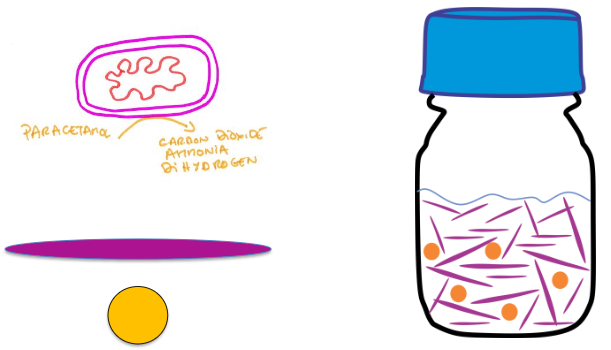 PARACETAMOL
CARBON DIOXIDE
AMMONIA
DIHYDROGEN